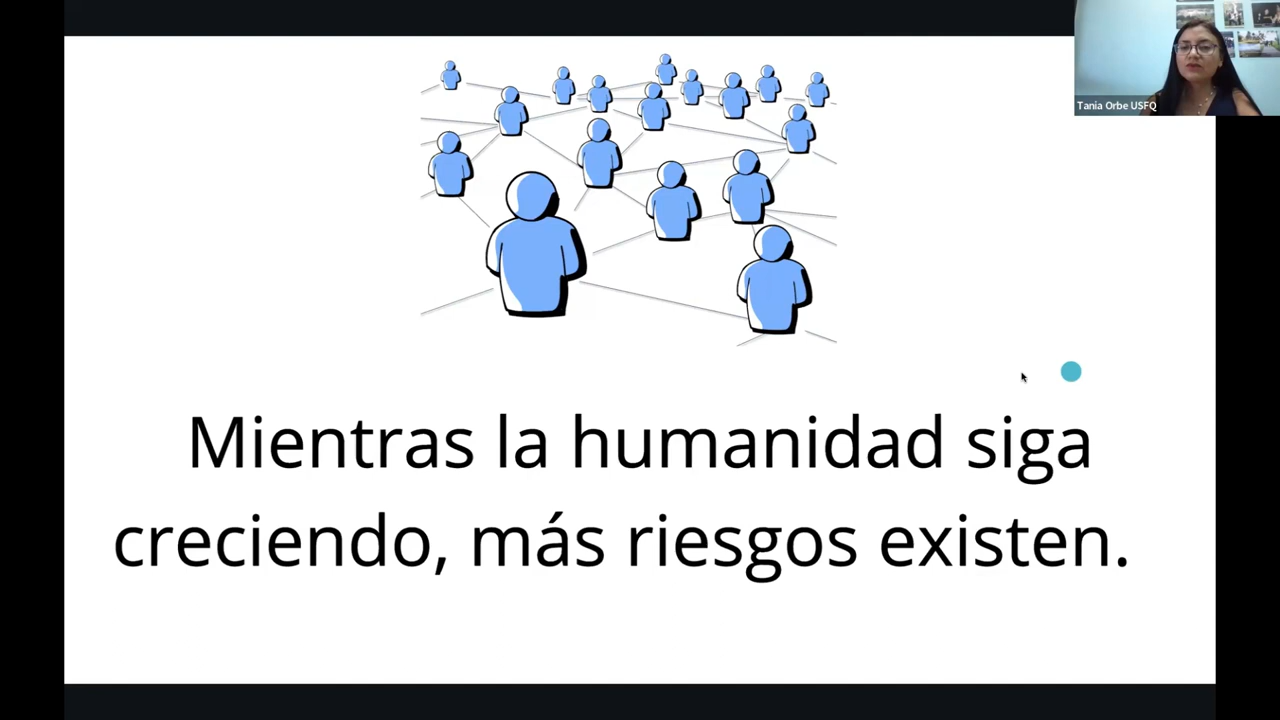 Tania Orbe USFQ
Mientras la humanidad siga
creciendo, más riesgos existen.